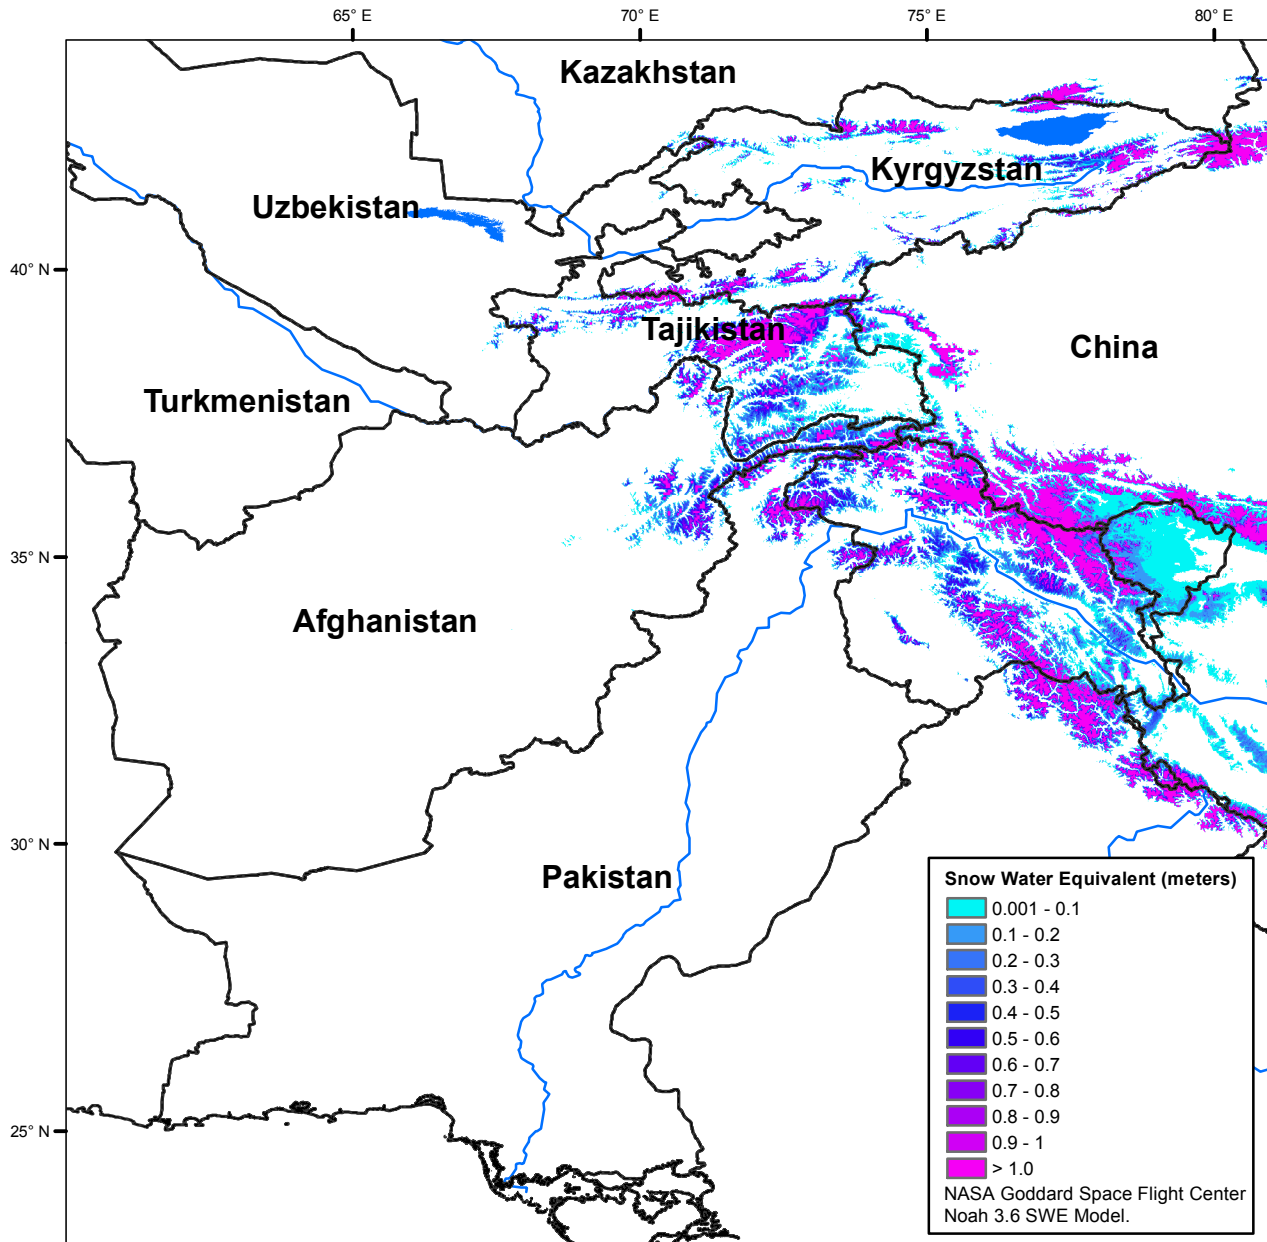 65° E
70° E
75° E
80° E
Kazakhstan
Kyrgyzstan
Uzbekistan
40° N
Tajikistan
China
Turkmenistan
35° N
Afghanistan
30° N
Pakistan
25° N
Snow Water Equivalent (meters)
0.001 - 0.1
0.1 - 0.2
0.2 - 0.3
0.3 - 0.4
0.4 - 0.5
0.5 - 0.6
0.6 - 0.7
0.7 - 0.8
0.8 - 0.9
0.9 - 1
> 1.0
NASA Goddard Space Flight Center
Noah 3.6 SWE Model.